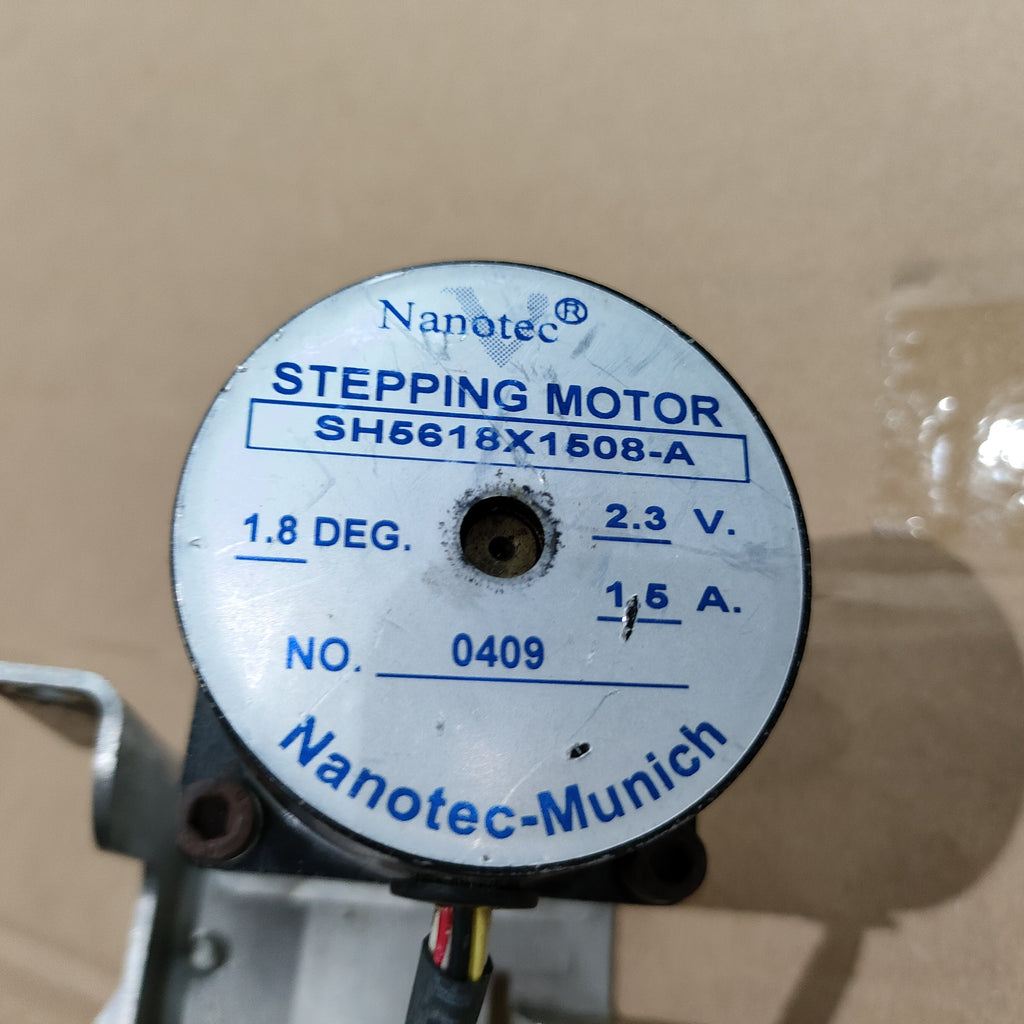 Nanotec®
STEPPING MOTOR
SH5618X1508-A
1.8 DEG.
2.3 V.
1.5 A.
NO. 0409
Nanotec-Munich